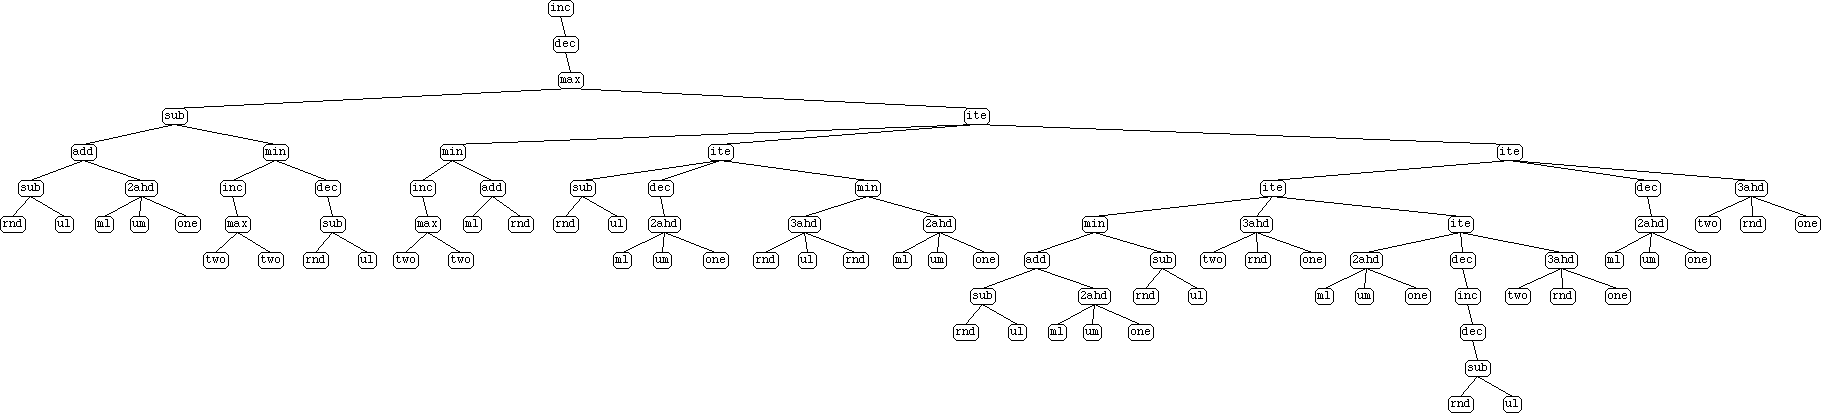 inc
dec
max
sub ite
add min min ite ite
sub 2ahd inc dec inc add sub dec min ite dec 3ahd
rnd ul ml um one max sub max ml rnd rnd ul 2ahd 3ahd 2ahd min 3ahd ite 2ahd two rnd one
two two rnd ul two two ml um one rnd ul rnd ml um one add sub two rnd one 2ahd dec 3ahd ml um one
sub 2ahd rnd ul ml um one inc two rnd one
rnd ul ml um one dec
sub
rnd ul